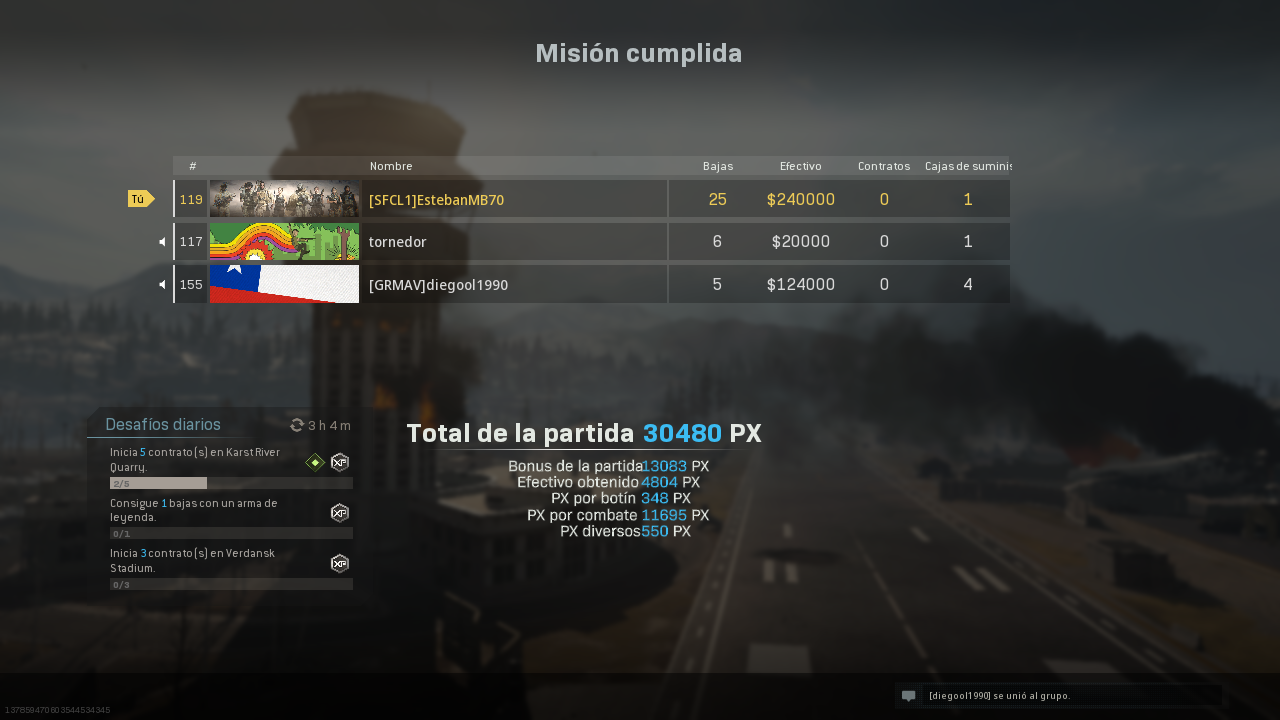 Misión cumplida
# Nombre Bajas Efectivo Contratos Cajas de suminis
Tú 119 [SFCL1]EstebanMB70 25 $240000 0 1
117 tornedor 6 $20000 0 1
155 [GRMAV]diegool1990 5 $124000 0 4
Desafíos diarios 3 h 4 m
Inicia 5 contrato(s) en Karst River
Quarry.
2/5
Consigue 1 bajas con un arma de
leyenda.
0/1
Inicia 3 contrato(s) en Verdansk
Stadium.
0/3
Total de la partida 30480 PX
Bonus de la partida 13083 PX
Efectivo obtenido 4804 PX
PX por botín 348 PX
PX por combate 11695 PX
PX diversos 550 PX
[diegool1990] se unió al grupo.